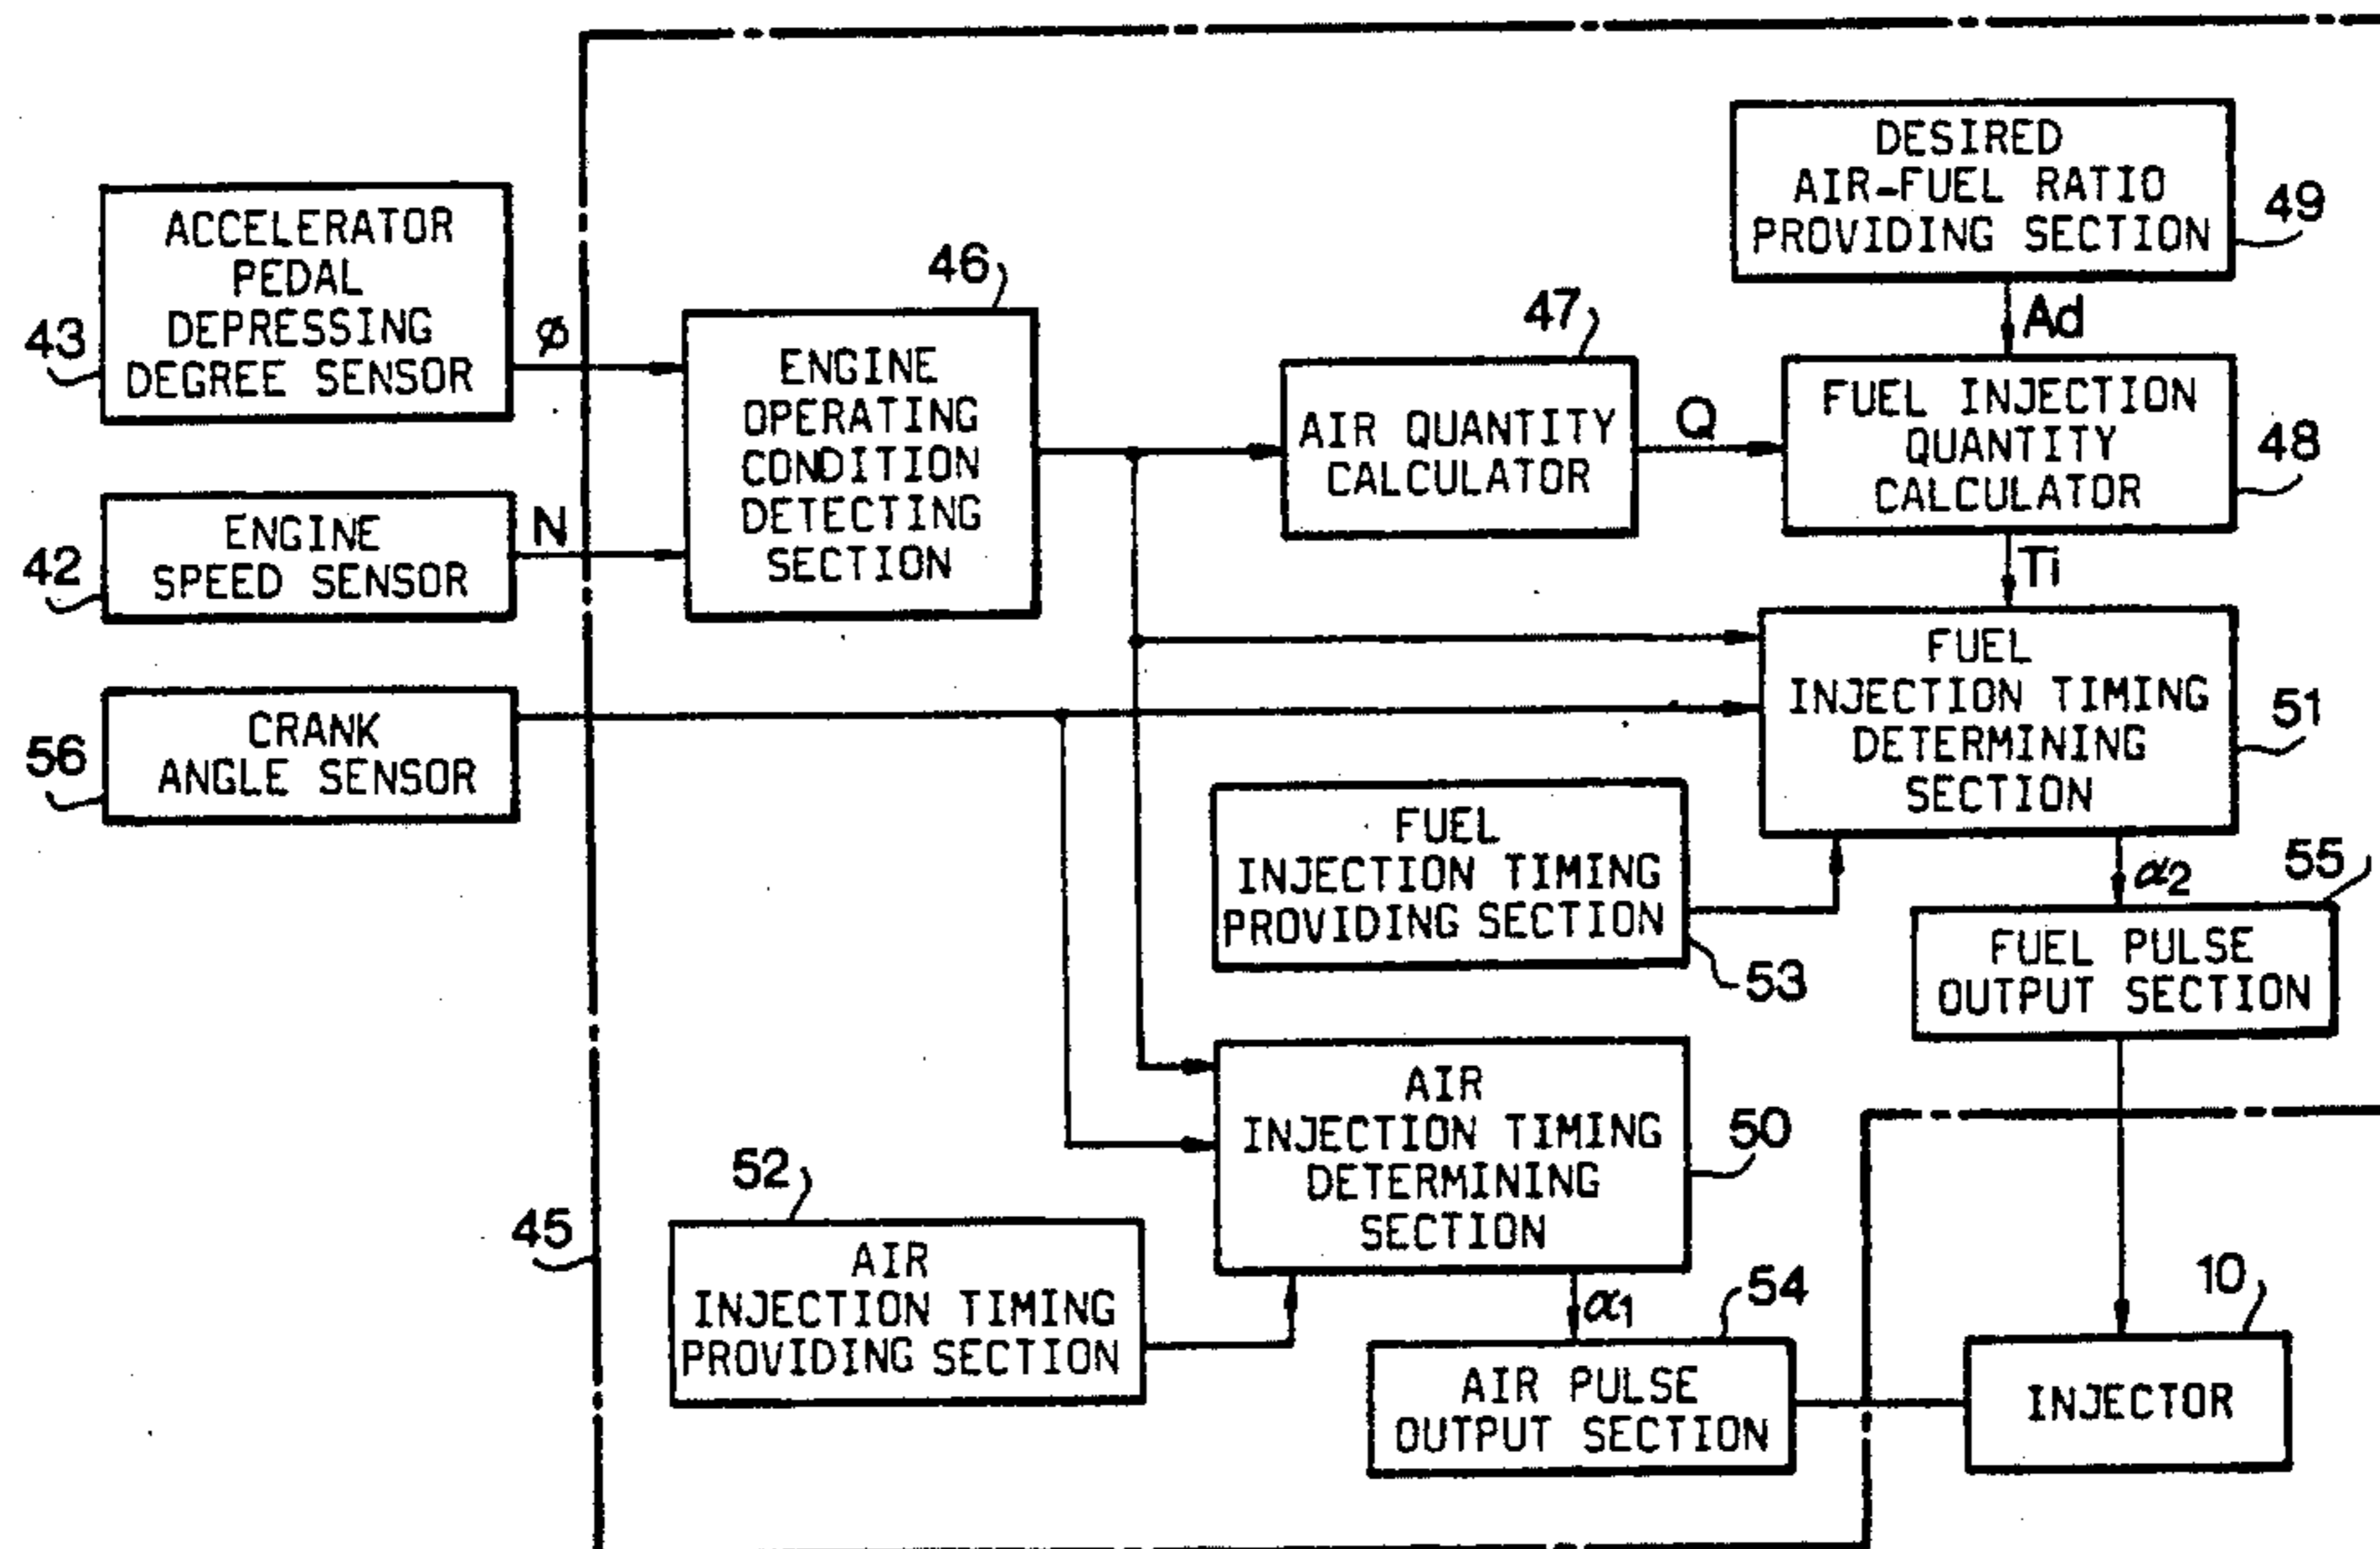 DESIRED
AIR-FUEL RATIO
PROVIDING SECTION
49
ACCELERATOR
PEDAL
DEPRESSING
DEGREE SENSOR
43
ø
46
ENGINE
OPERATING
CONDITION
DETECTING
SECTION
47
AIR QUANTITY
CALCULATOR
Q
Ad
FUEL INJECTION
QUANTITY
CALCULATOR
48
ENGINE
SPEED SENSOR
42
N
Ti
CRANK
ANGLE SENSOR
56
FUEL
INJECTION TIMING
DETERMINING
SECTION
51
FUEL
INJECTION TIMING
PROVIDING SECTION
53
α2
55
FUEL PULSE
OUTPUT SECTION
AIR
INJECTION TIMING
DETERMINING
SECTION
50
52
AIR
INJECTION TIMING
PROVIDING SECTION
45
α1
54
AIR PULSE
OUTPUT SECTION
10
INJECTOR